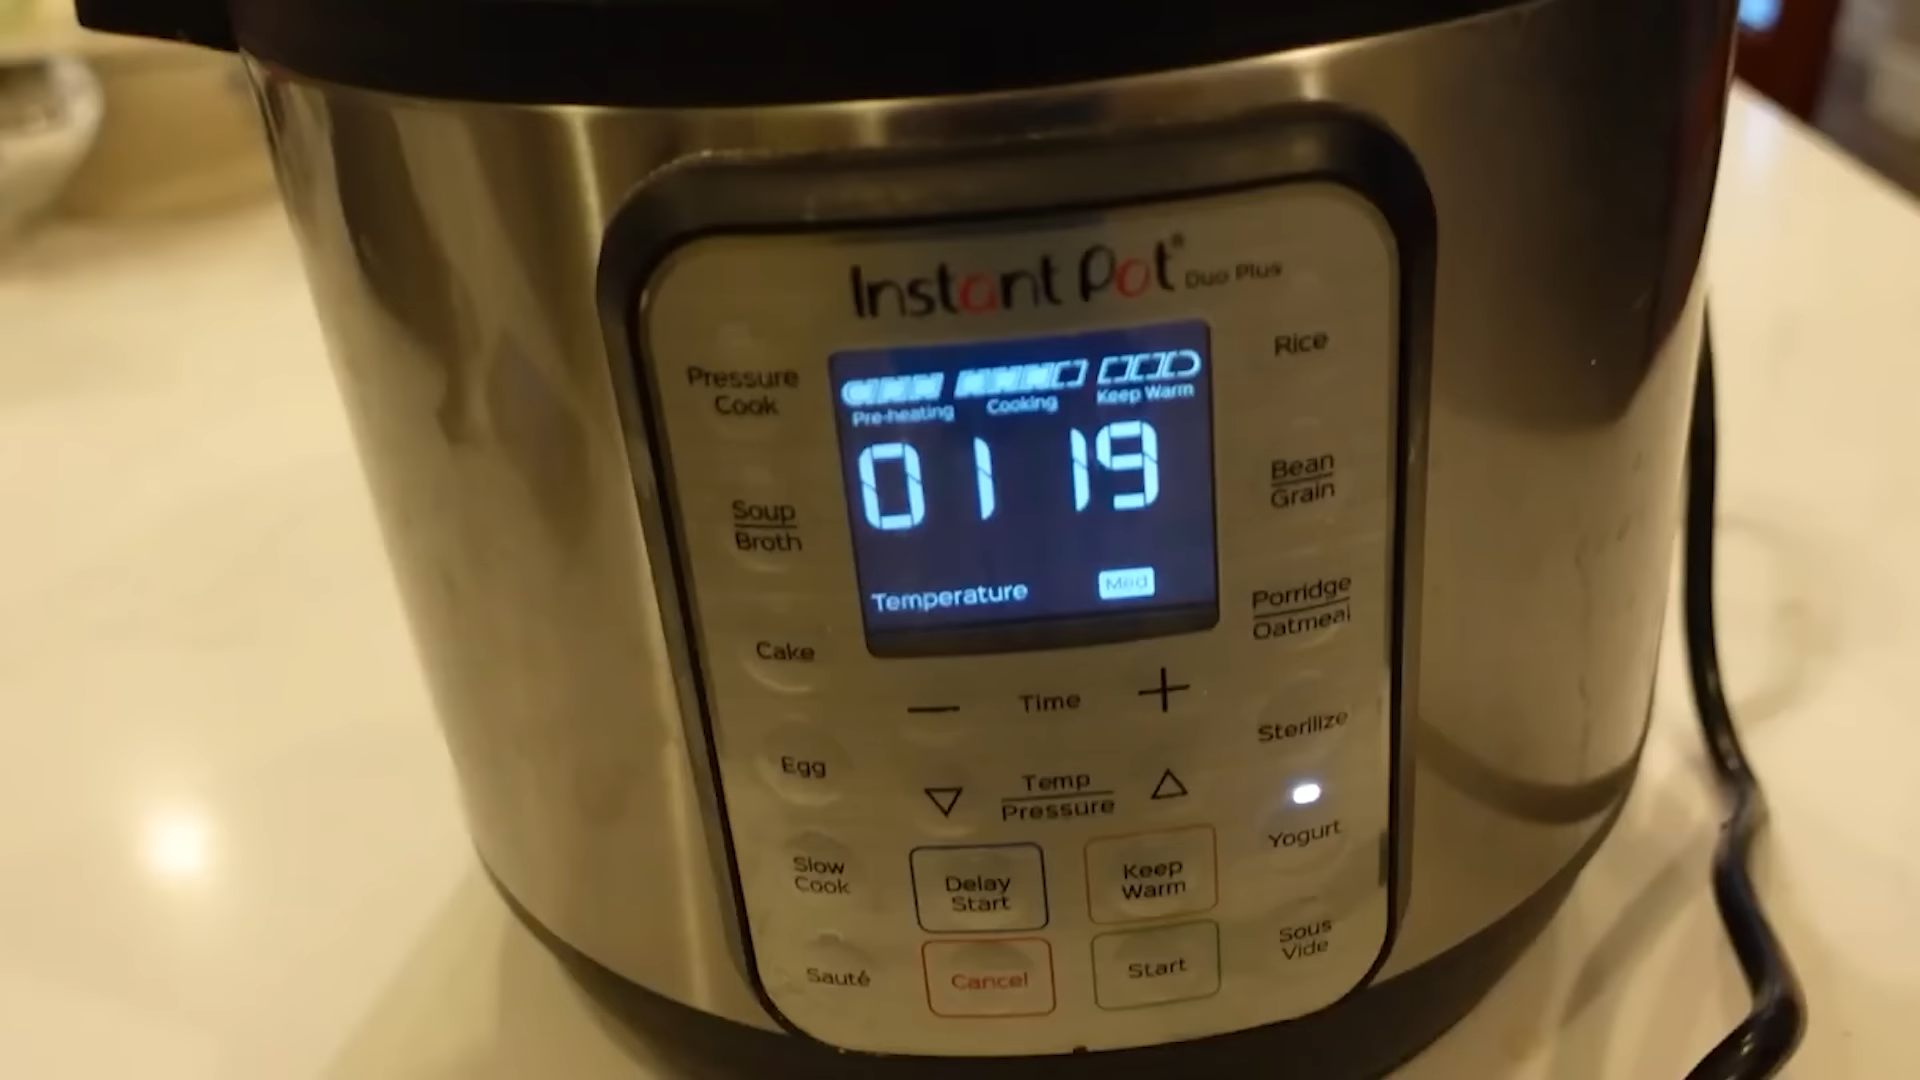 Instant Pot® Duo Plus
Pre-heating Cooking Keep Warm
01 19
Temperature Med
Pressure
Cook
Soup
Broth
Cake
Egg
Slow
Cook
Sauté
— Time +
Temp
Pressure
Delay
Start
Keep
Warm
Cancel
Start
Rice
Bean
Grain
Porridge
Oatmeal
Sterilize
Yogurt
Sous
Vide